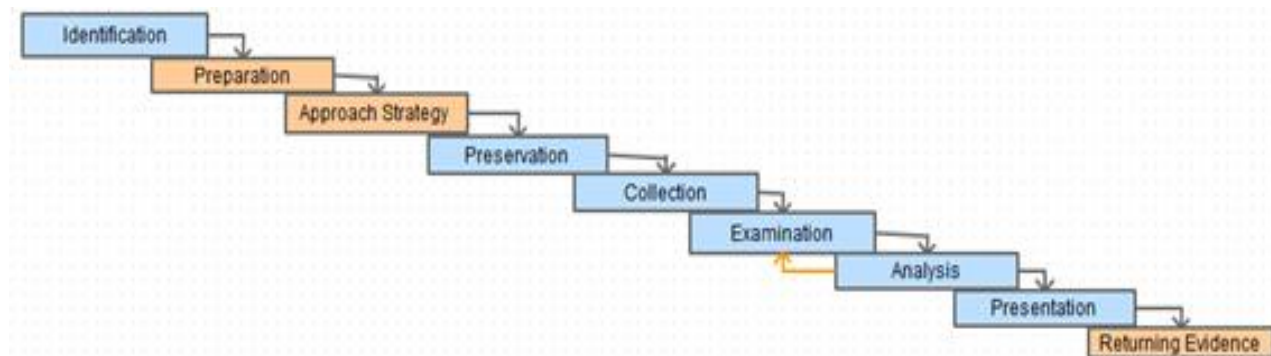 Identification
Preparation
Approach Strategy
Preservation
Collection
Examination
Analysis
Presentation
Returning Evidence